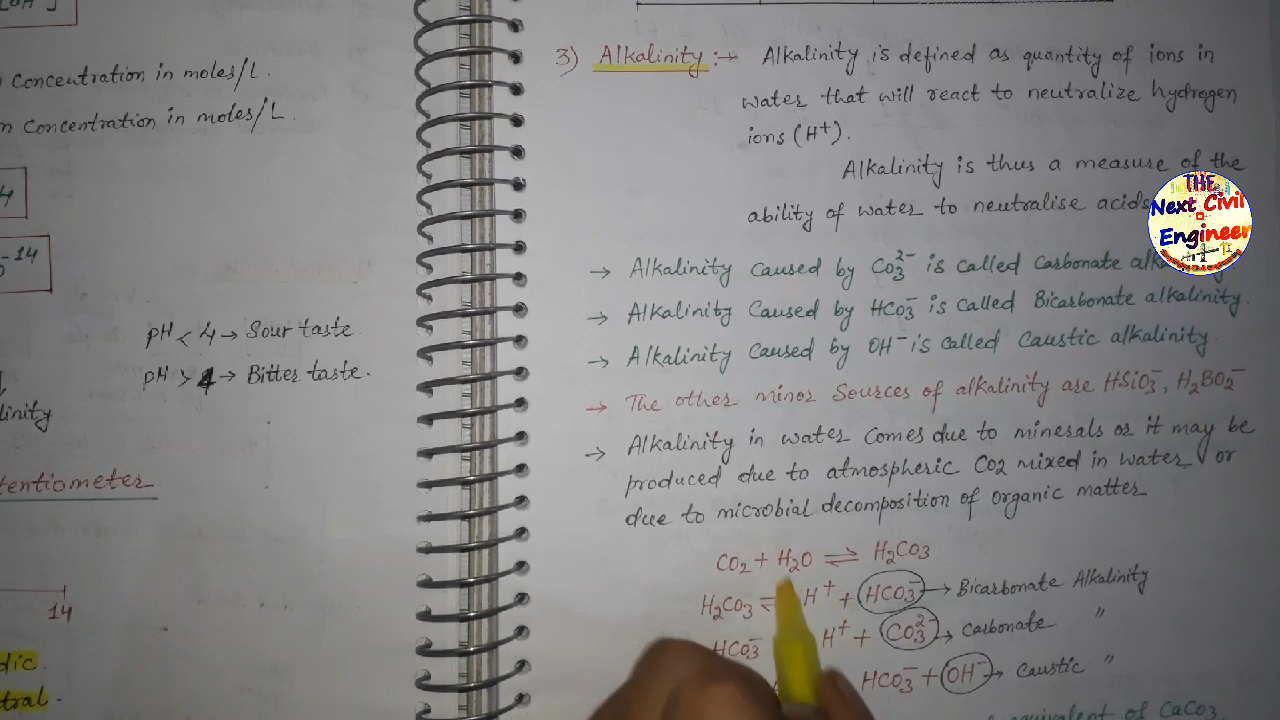 OH⁻]
Concentration in moles/L.
n Concentration in moles/L.
-14
pH < 4 → Sour taste
pH > 4 → Bitter taste.
linity
tentiometer
14
dic
tral
3) Alkalinity :→ Alkalinity is defined as quantity of ions in
water that will react to neutralize hydrogen
ions (H⁺).
Alkalinity is thus a measure of the
ability of water to neutralise acids
→ Alkalinity Caused by CO₃²⁻ is called Carbonate alk
→ Alkalinity Caused by HCO₃⁻ is called Bicarbonate alkalinity.
→ Alkalinity Caused by OH⁻ is called Caustic alkalinity.
→ The other minor Sources of alkalinity are HSiO₃⁻, H₂BO₂⁻
→ Alkalinity in water Comes due to minerals or it may be
produced due to atmospheric CO₂ mixed in water or
due to microbial decomposition of organic matter
CO₂ + H₂O ⇌ H₂CO₃
H₂CO₃ ⇌ H⁺ + HCO₃⁻ → Bicarbonate Alkalinity
HCO₃⁻ H⁺ + CO₃²⁻ → Carbonate "
HCO₃⁻ + OH⁻ → Caustic "
equivalent of CaCO₃
THE
Next Civil
Engineer